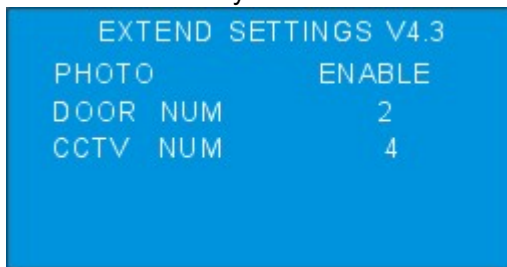 EXTEND SETTINGS V4.3
PHOTO ENABLE
DOOR NUM 2
CCTV NUM 4